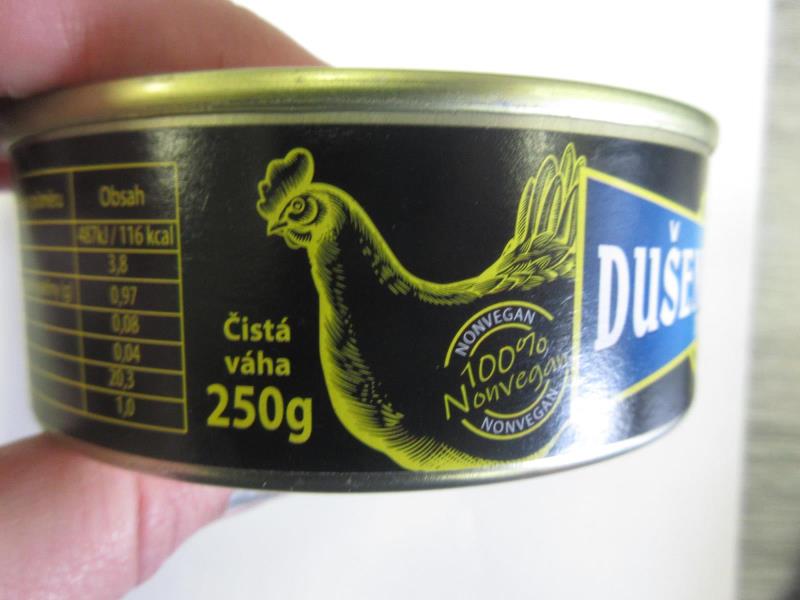 Obsah
487kJ / 116 kcal
3,8
(g) 0,97
0,08
0,04
20,3
1,0
Čistá
váha
250g
NONVEGAN
100%
Nonvegan
NONVEGAN
DUŠE